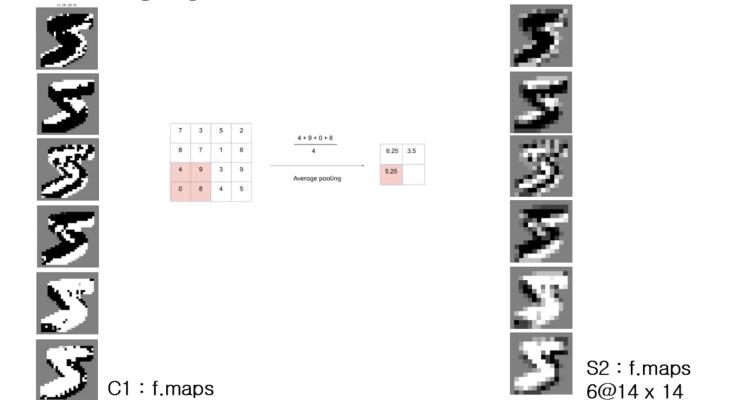 7 3 5 2
8 7 1 6
4 9 3 9
0 8 4 5
4 + 9 + 0 + 8
4
Average pooling
6.25 3.5
5.25
C1 : f.maps
S2 : f.maps
6@14 x 14